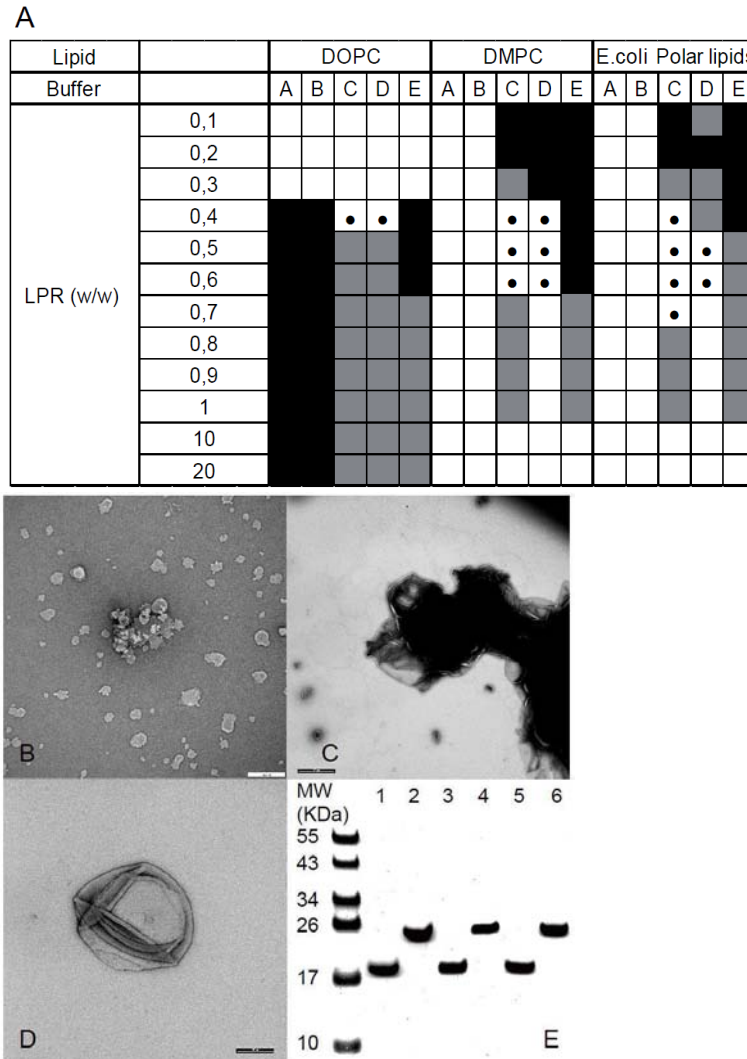 A
Lipid DOPC DMPC E.coli Polar lipids
Buffer A B C D E A B C D E A B C D E
0,1
0,2
0,3
0,4
0,5
0,6
LPR (w/w) 0,7
0,8
0,9
1
10
20
B
C
MW 1 2 3 4 5 6
(KDa)
55
43
34
26
17
10
D
E